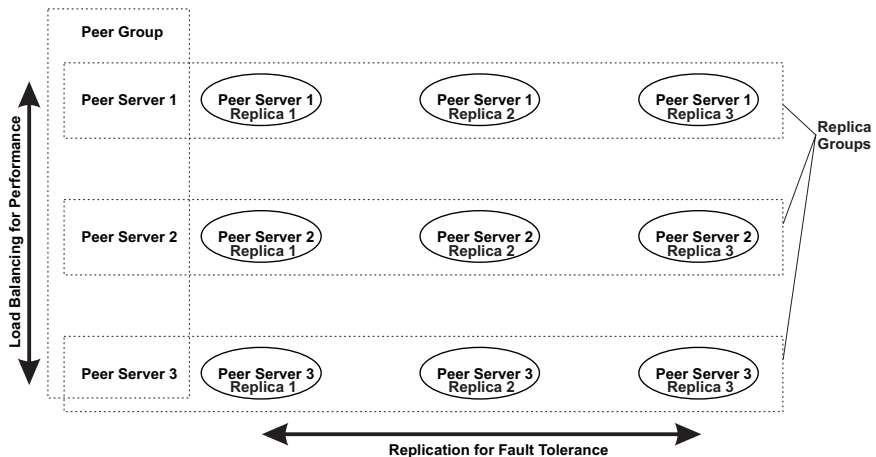 Peer Group
Peer Server 1
Peer Server 1
Replica 1
Peer Server 1
Replica 2
Peer Server 1
Replica 3
Replica
Groups
Load Balancing for Performance
Peer Server 2
Peer Server 2
Replica 1
Peer Server 2
Replica 2
Peer Server 2
Replica 3
Peer Server 3
Peer Server 3
Replica 1
Peer Server 3
Replica 2
Peer Server 3
Replica 3
Replication for Fault Tolerance